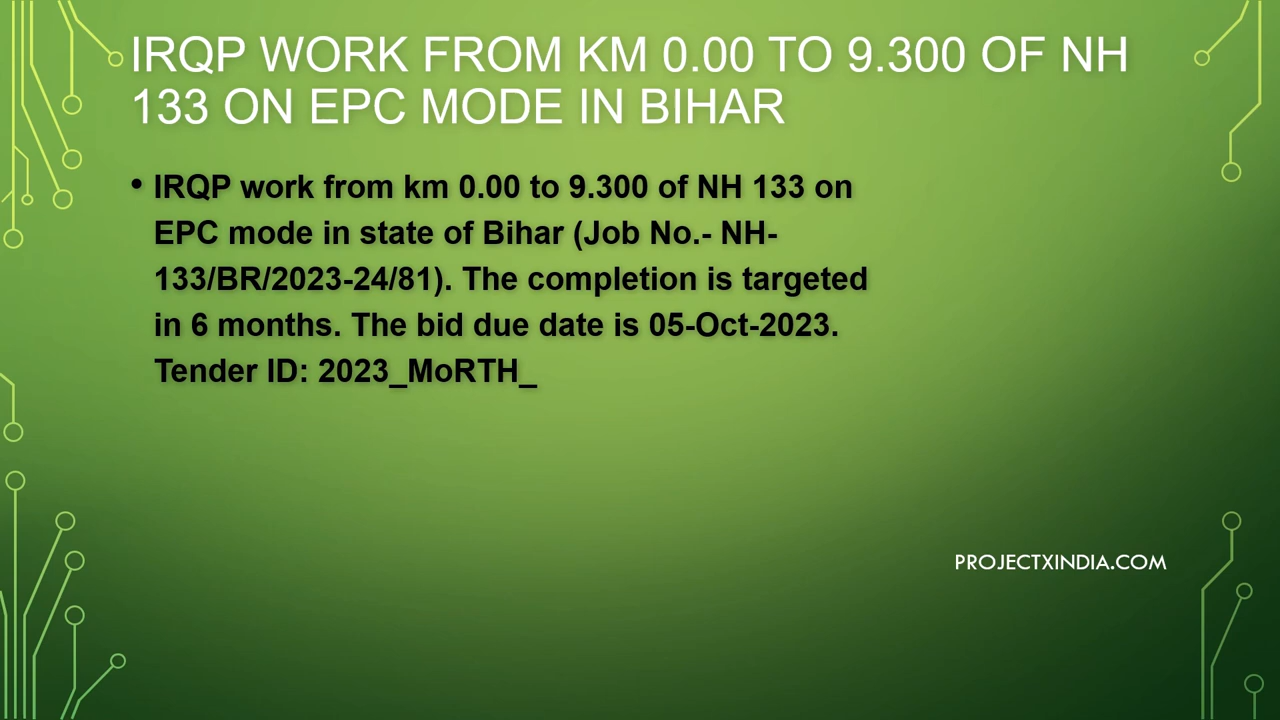 IRQP WORK FROM KM 0.00 TO 9.300 OF NH
133 ON EPC MODE IN BIHAR
• IRQP work from km 0.00 to 9.300 of NH 133 on
EPC mode in state of Bihar (Job No.- NH-
133/BR/2023-24/81). The completion is targeted
in 6 months. The bid due date is 05-Oct-2023.
Tender ID: 2023_MoRTH_
PROJECTXINDIA.COM